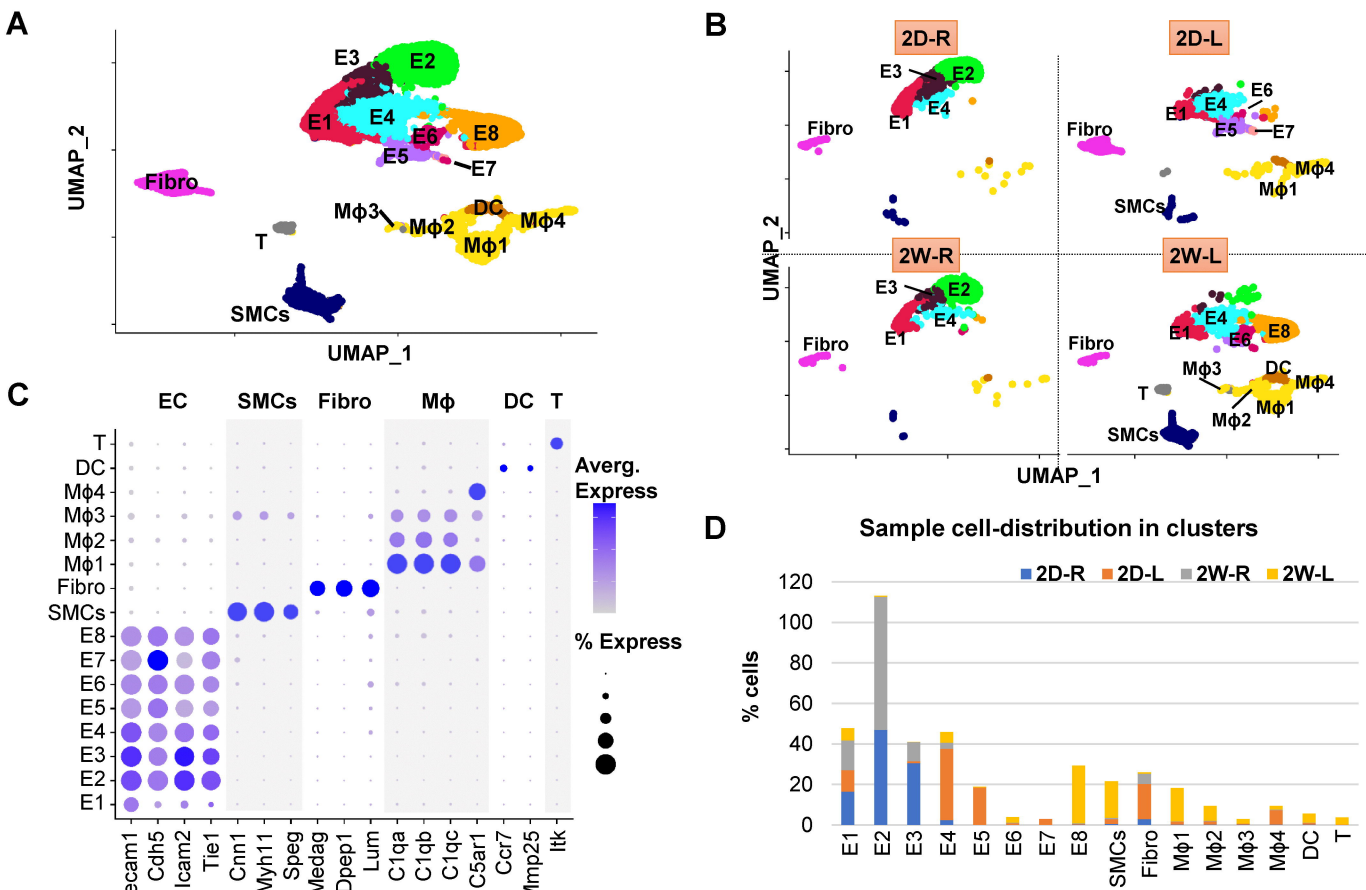 A
E3
E2
E1
E4
E6
E8
E5
E7
Fibro
Mφ3
DC
Mφ2
Mφ4
T
Mφ1
SMCs
UMAP_2
UMAP_1
B
2D-R
2D-L
E3
E2
E4
E1
Fibro
E6
E4
E1
E5
E7
Fibro
Mφ4
Mφ1
SMCs
UMAP_2
2W-R
2W-L
E3
E2
E4
E1
Fibro
E4
E1
E8
E6
Fibro
Mφ3
DC
Mφ4
T
Mφ1
Mφ2
SMCs
UMAP_1
C
EC SMCs Fibro Mφ DC T
T
DC
Mφ4
Mφ3
Mφ2
Mφ1
Fibro
SMCs
E8
E7
E6
E5
E4
E3
E2
E1
ecam1 Cdh5 Icam2 Tie1 Cnn1 Myh11 Speg Medag Dpep1 Lum C1qa C1qb C1qc C5ar1 Ccr7 Mmp25 Itk
Averg.
Express
% Express
D
Sample cell-distribution in clusters
2D-R 2D-L 2W-R 2W-L
% cells
120
100
80
60
40
20
0
E1 E2 E3 E4 E5 E6 E7 E8 SMCs Fibro Mφ1 Mφ2 Mφ3 Mφ4 DC T